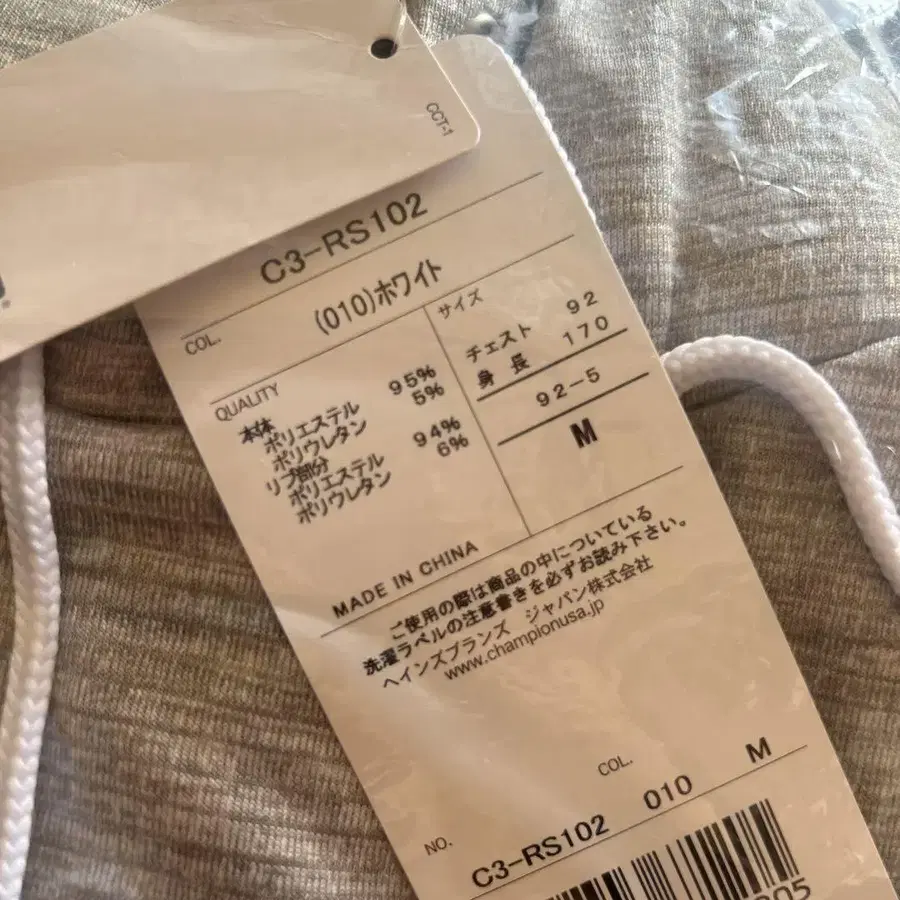 CCT-1
C3-RS102
COL.
(010)ホワイト
QUALITY
本体
ポリエステル 95%
ポリウレタン 5%
リブ部分
ポリエステル 94%
ポリウレタン 6%
サイズ
チェスト 92
身長 170
92-5
M
MADE IN CHINA
ご使用の際は商品の中についている
洗濯ラベルの注意書きを必ずお読み下さい。
ヘインズブランズ ジャパン株式会社
www.championusa.jp
COL.
NO.
C3-RS102 010 M